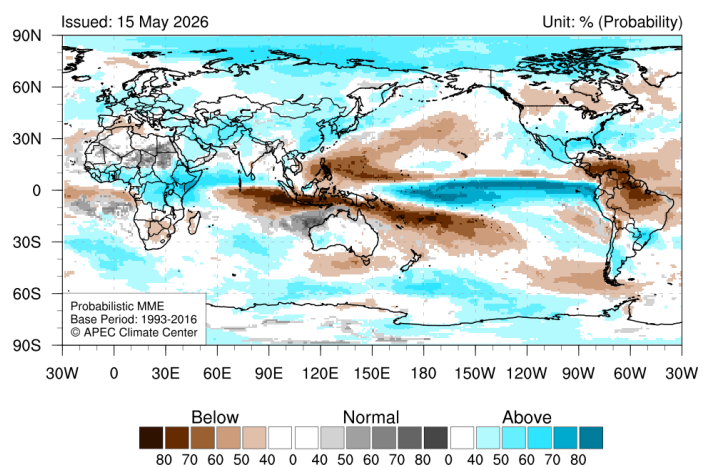 Issued: 15 May 2026
Unit: % (Probability)
90N
60N
30N
0
30S
60S
90S
Probabilistic MME
Base Period: 1993-2016
© APEC Climate Center
30W 0 30E 60E 90E 120E 150E 180 150W 120W 90W 60W 30W
Below Normal Above
80 70 60 50 40 0 40 50 60 70 80 0 40 50 60 70 80